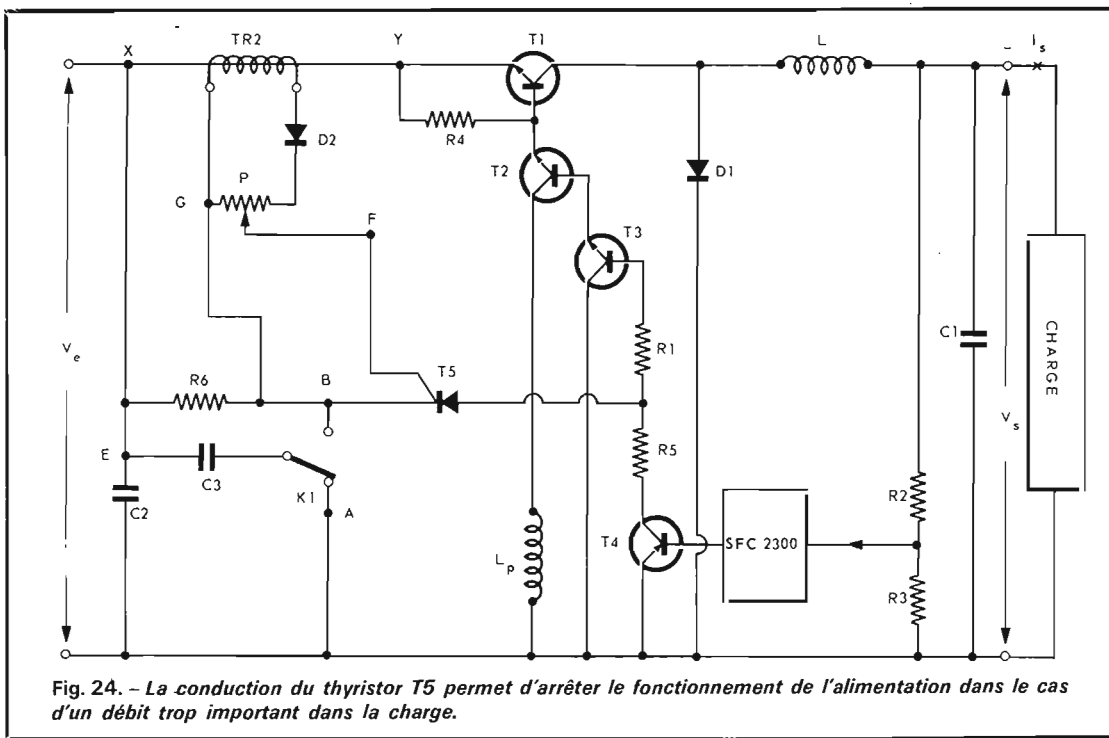 X
TR2
Y
T1
L
– Is
R4
D2
T2
D1
P
G
F
T3
Ve
R1
C1
CHARGE
Vs
R6
B
T5
E
R5
C3
K1
R2
C2
A
T4
SFC 2300
Lp
R3
Fig. 24. – La conduction du thyristor T5 permet d'arrêter le fonctionnement de l'alimentation dans le cas
d'un débit trop important dans la charge.